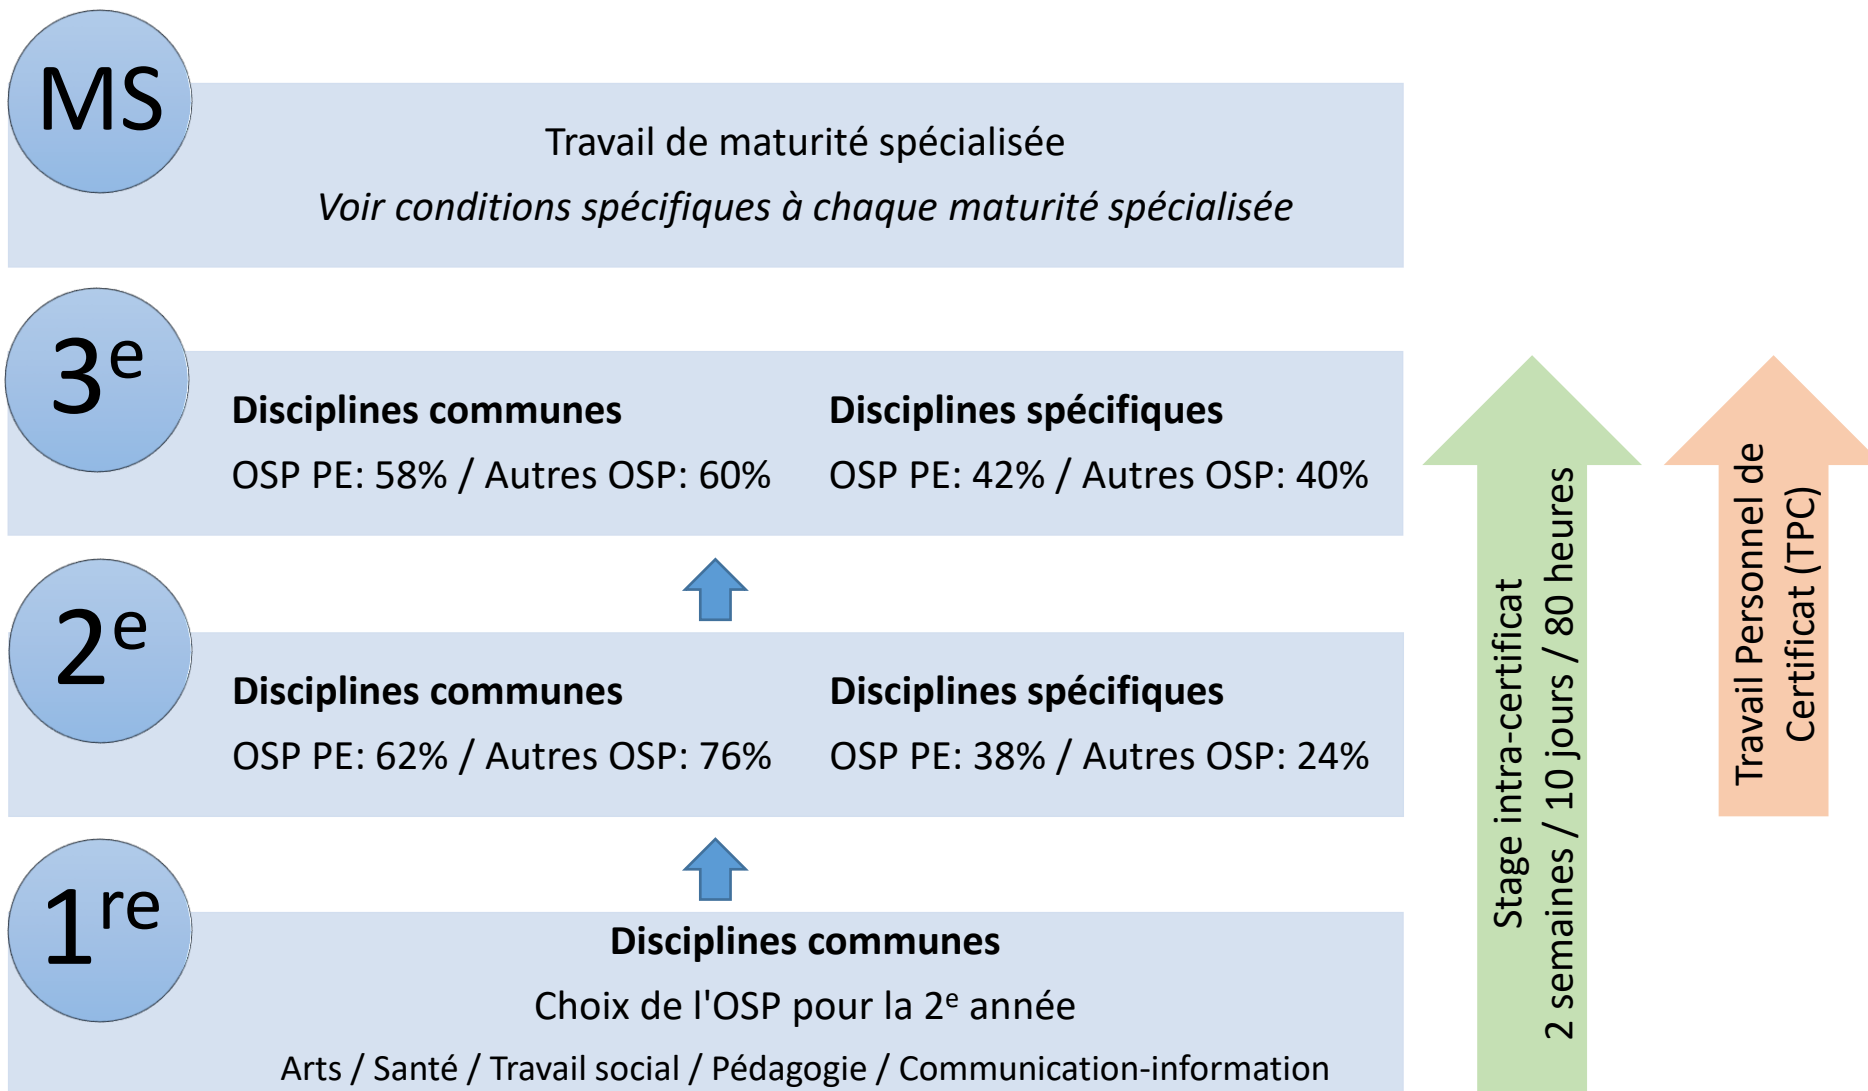 MS
Travail de maturité spécialisée
Voir conditions spécifiques à chaque maturité spécialisée
3e
Disciplines communes
OSP PE: 58% / Autres OSP: 60%
Disciplines spécifiques
OSP PE: 42% / Autres OSP: 40%
2e
Disciplines communes
OSP PE: 62% / Autres OSP: 76%
Disciplines spécifiques
OSP PE: 38% / Autres OSP: 24%
1re
Disciplines communes
Choix de l'OSP pour la 2e année
Arts / Santé / Travail social / Pédagogie / Communication-information
Stage intra-certificat
2 semaines / 10 jours / 80 heures
Travail Personnel de
Certificat (TPC)